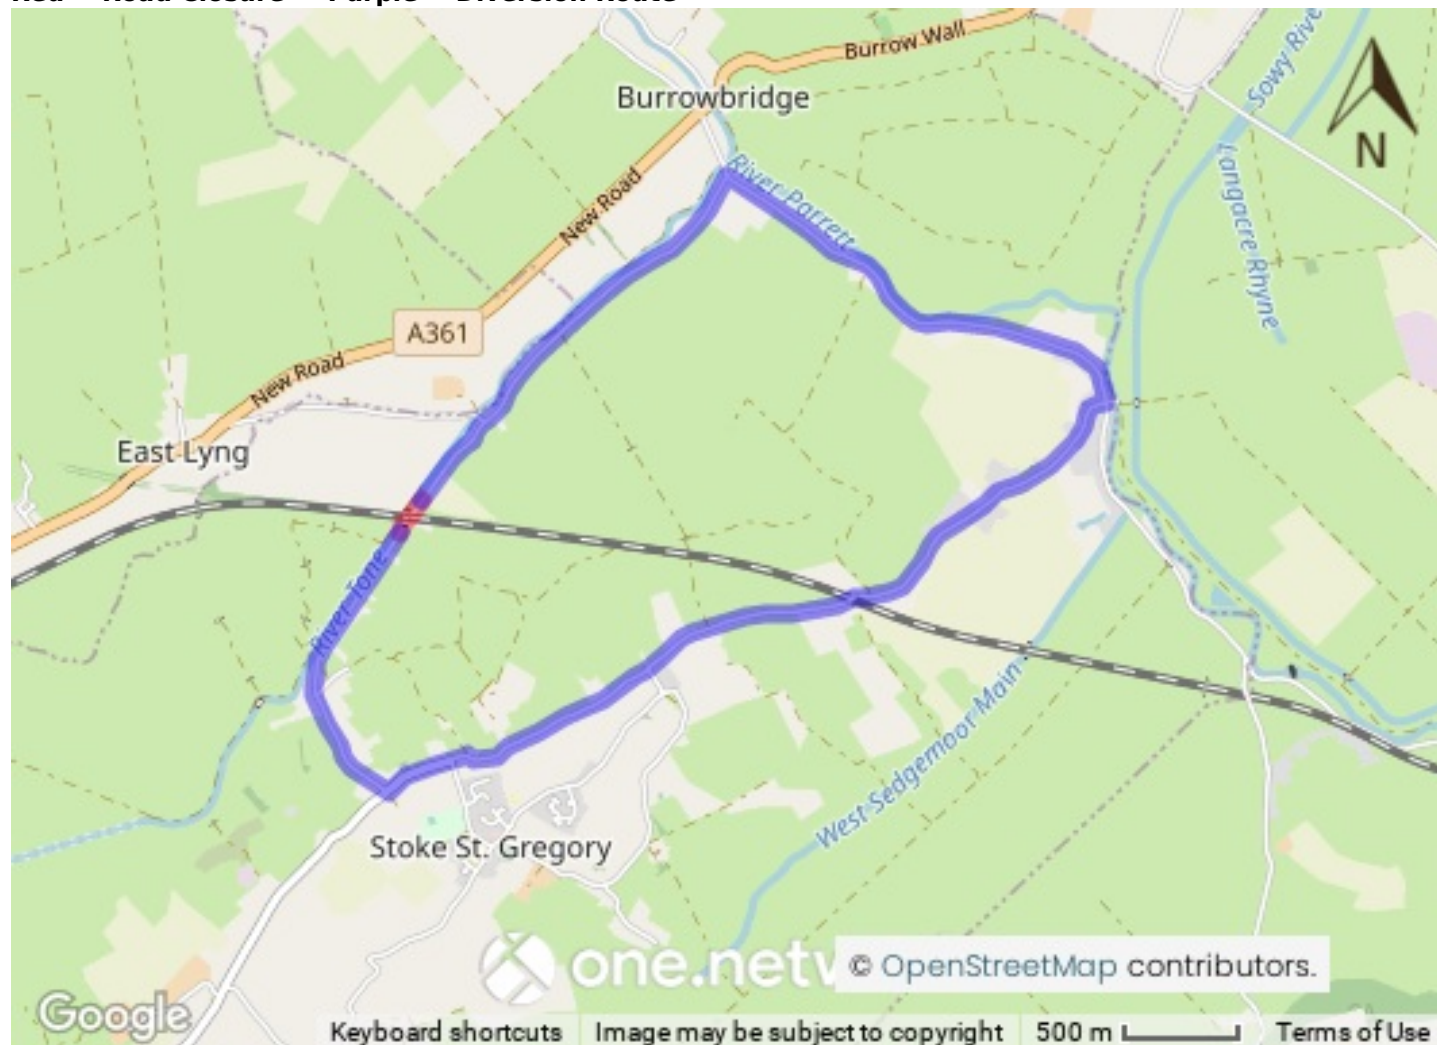 Burrow Wall
Sowy Rive
Burrowbridge
N
Langacre Rhyne
River Parrett
New Road
A361
New Road
East Lyng
River Tone
West Sedgemoor Main
Stoke St. Gregory
one.netw
© OpenStreetMap contributors.
Google
Keyboard shortcuts
Image may be subject to copyright
500 m
Terms of Use